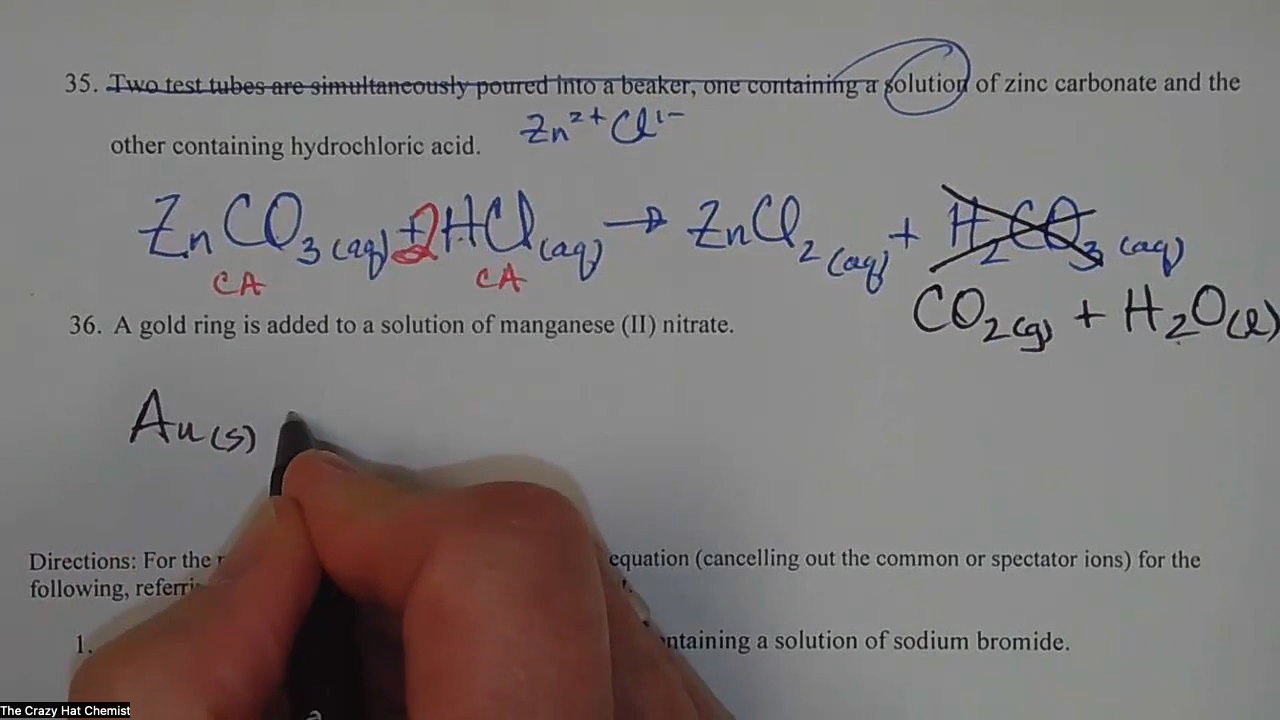 35. Two test tubes are simultaneously poured into a beaker, one containing a solution of zinc carbonate and the
Zn²⁺ Cl¹⁻
other containing hydrochloric acid.
ZnCO₃(aq) + 2HCl(aq) → ZnCl₂(aq) + H₂CO₃(aq)
CA CA
CO₂(g) + H₂O(l)
36. A gold ring is added to a solution of manganese (II) nitrate.
Au(s)
Directions: For the equation (cancelling out the common or spectator ions) for the
following,
1. containing a solution of sodium bromide.
The Crazy Hat Chemist